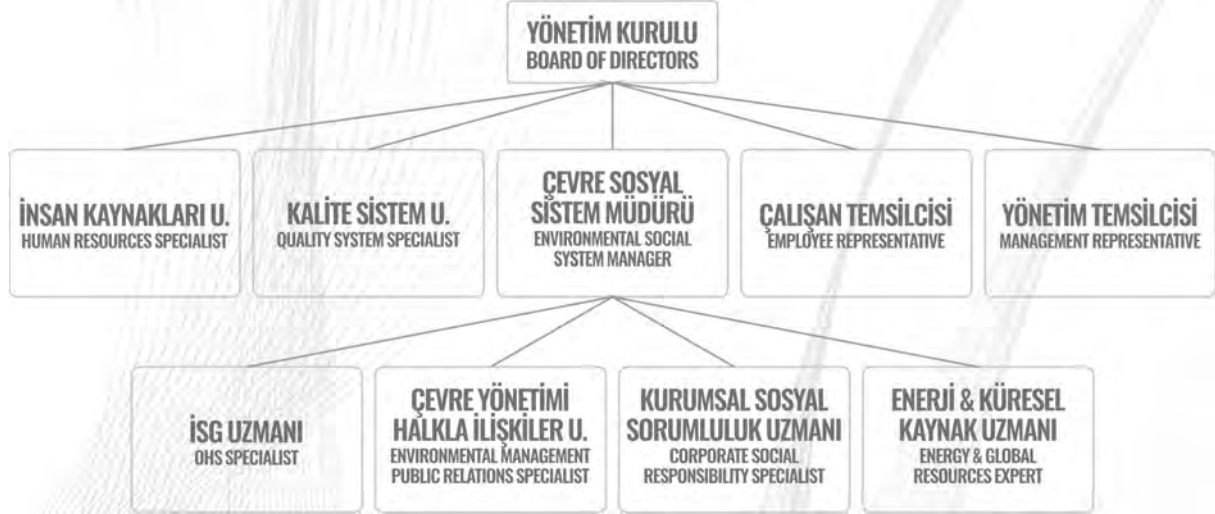 YÖNETİM KURULU
BOARD OF DIRECTORS
İNSAN KAYNAKLARI U.
HUMAN RESOURCES SPECIALIST
KALİTE SİSTEM U.
QUALITY SYSTEM SPECIALIST
ÇEVRE SOSYAL
SİSTEM MÜDÜRÜ
ENVIRONMENTAL SOCIAL
SYSTEM MANAGER
ÇALIŞAN TEMSİLCİSİ
EMPLOYEE REPRESENTATIVE
YÖNETİM TEMSİLCİSİ
MANAGEMENT REPRESENTATIVE
İSG UZMANI
OHS SPECIALIST
ÇEVRE YÖNETİMİ
HALKLA İLİŞKİLER U.
ENVIRONMENTAL MANAGEMENT
PUBLIC RELATIONS SPECIALIST
KURUMSAL SOSYAL
SORUMLULUK UZMANI
CORPORATE SOCIAL
RESPONSIBILITY SPECIALIST
ENERJİ & KÜRESEL
KAYNAK UZMANI
ENERGY & GLOBAL
RESOURCES EXPERT